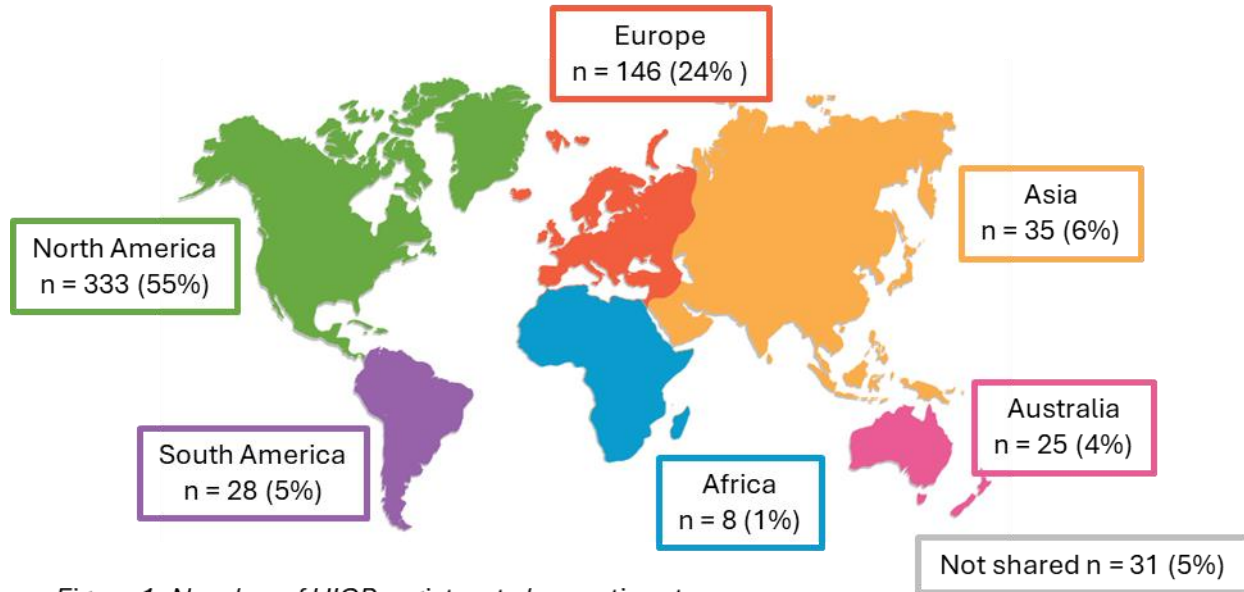 Europe
n = 146 (24% )
Asia
n = 35 (6%)
North America
n = 333 (55%)
Australia
n = 25 (4%)
South America
n = 28 (5%)
Africa
n = 8 (1%)
Not shared n = 31 (5%)